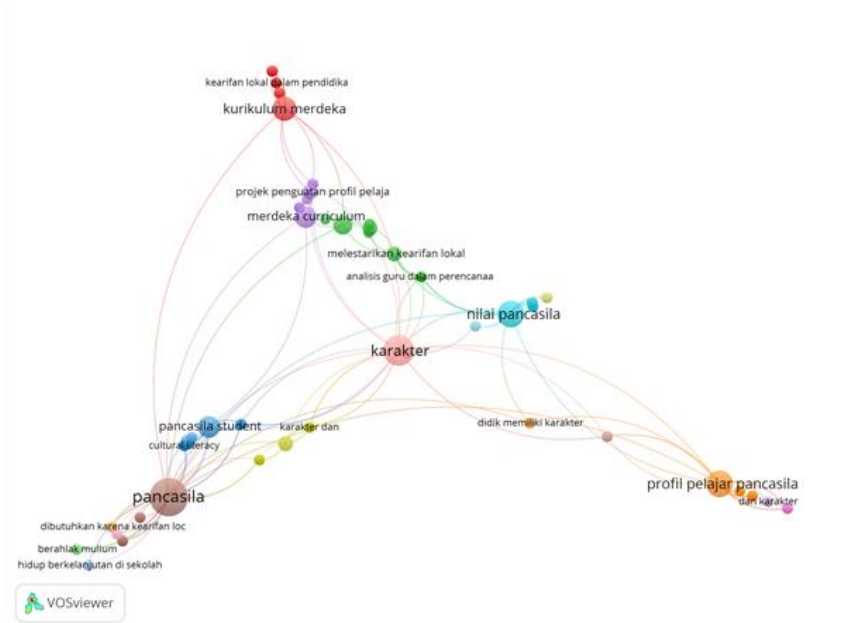 kearifan lokal dalam pendidika
kurikulum merdeka
projek penguatan profil pelaja
merdeka curriculum
melestarikan kearifan lokal
analisis guru dalam perencanaa
nilai pancasila
karakter
pancasila student
karakter dan
didik memiliki karakter
cultural literacy
profil pelajar pancasila
pancasila
dan karakter
dibutuhkan karena kearifan loc
berahlak mulium
hidup berkelanjutan di sekolah
VOSviewer